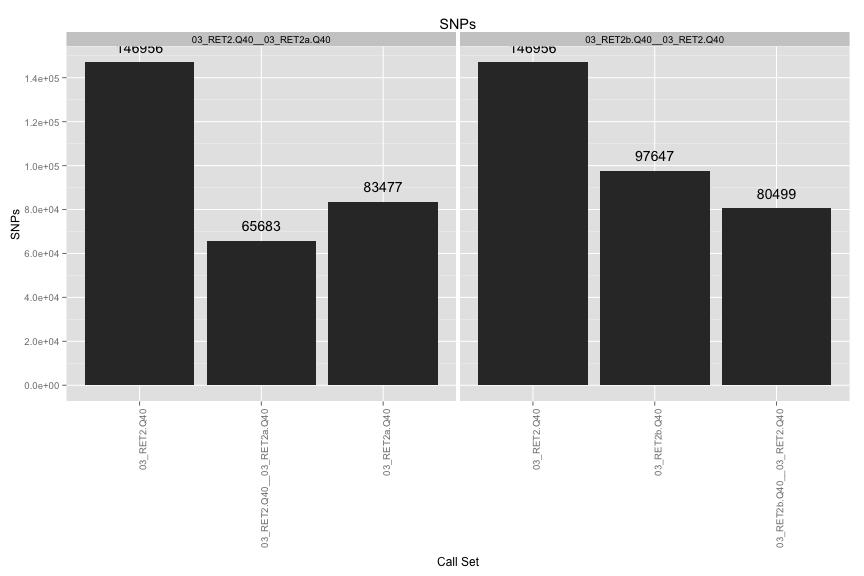 SNPs
03_RET2.Q40__03_RET2a.Q40
03_RET2b.Q40__03_RET2.Q40
146956
65683
83477
146956
97647
80499
1.4e+05
1.2e+05
1.0e+05
8.0e+04
6.0e+04
4.0e+04
2.0e+04
0.0e+00
SNPs
03_RET2.Q40
03_RET2.Q40__03_RET2a.Q40
03_RET2a.Q40
03_RET2.Q40
03_RET2b.Q40
03_RET2b.Q40__03_RET2.Q40
Call Set